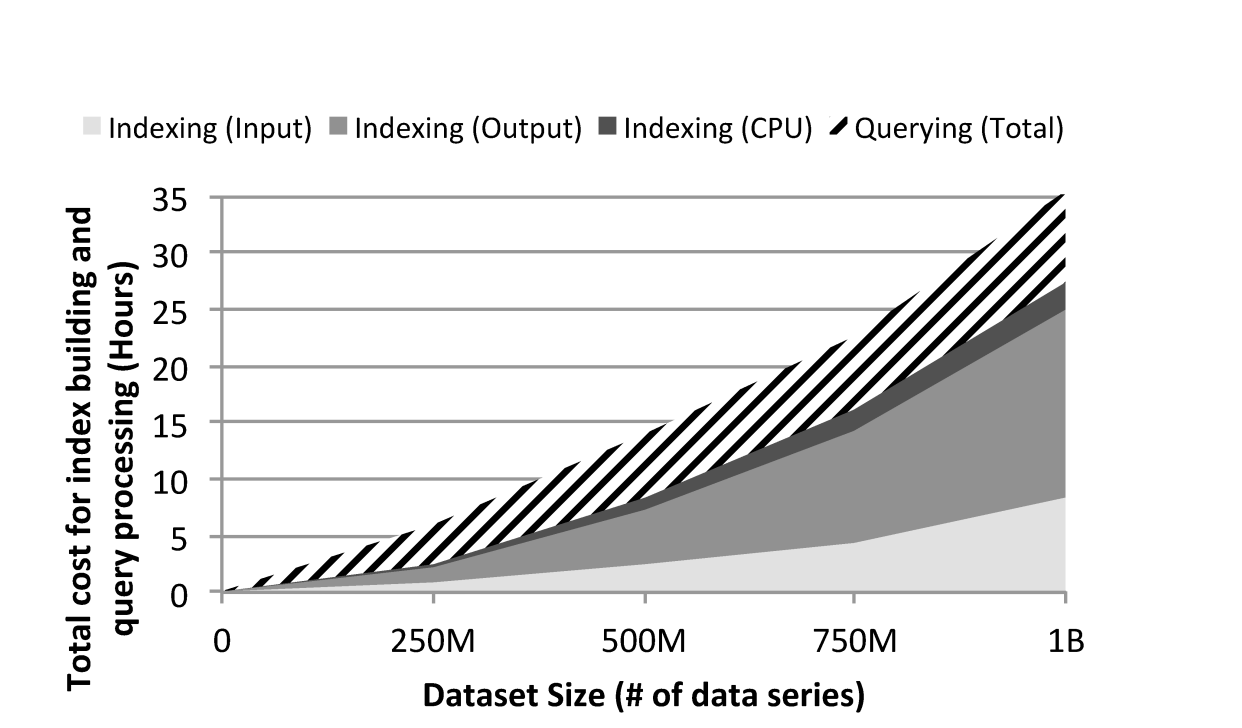 Indexing (Input) Indexing (Output) Indexing (CPU) Querying (Total)
Total cost for index building and
query processing (Hours)
35
30
25
20
15
10
5
0
0 250M 500M 750M 1B
Dataset Size (# of data series)